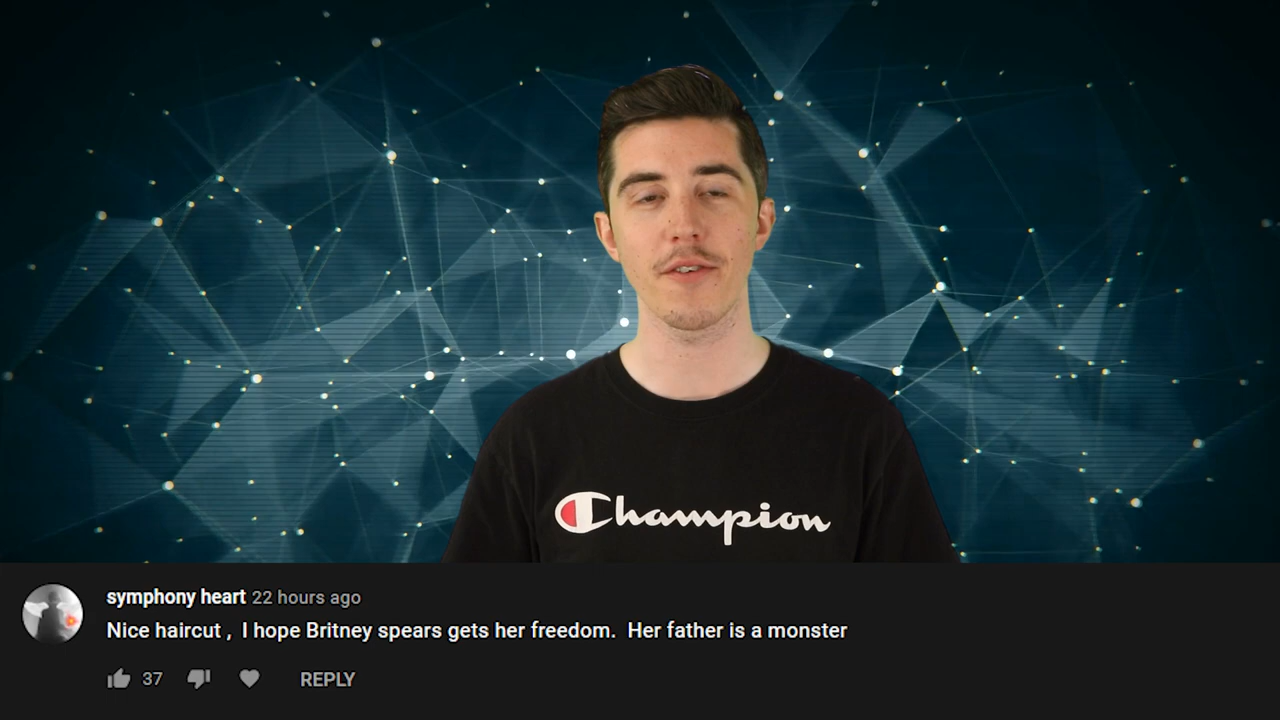 Champion
symphony heart 22 hours ago
Nice haircut , I hope Britney spears gets her freedom. Her father is a monster
37 REPLY